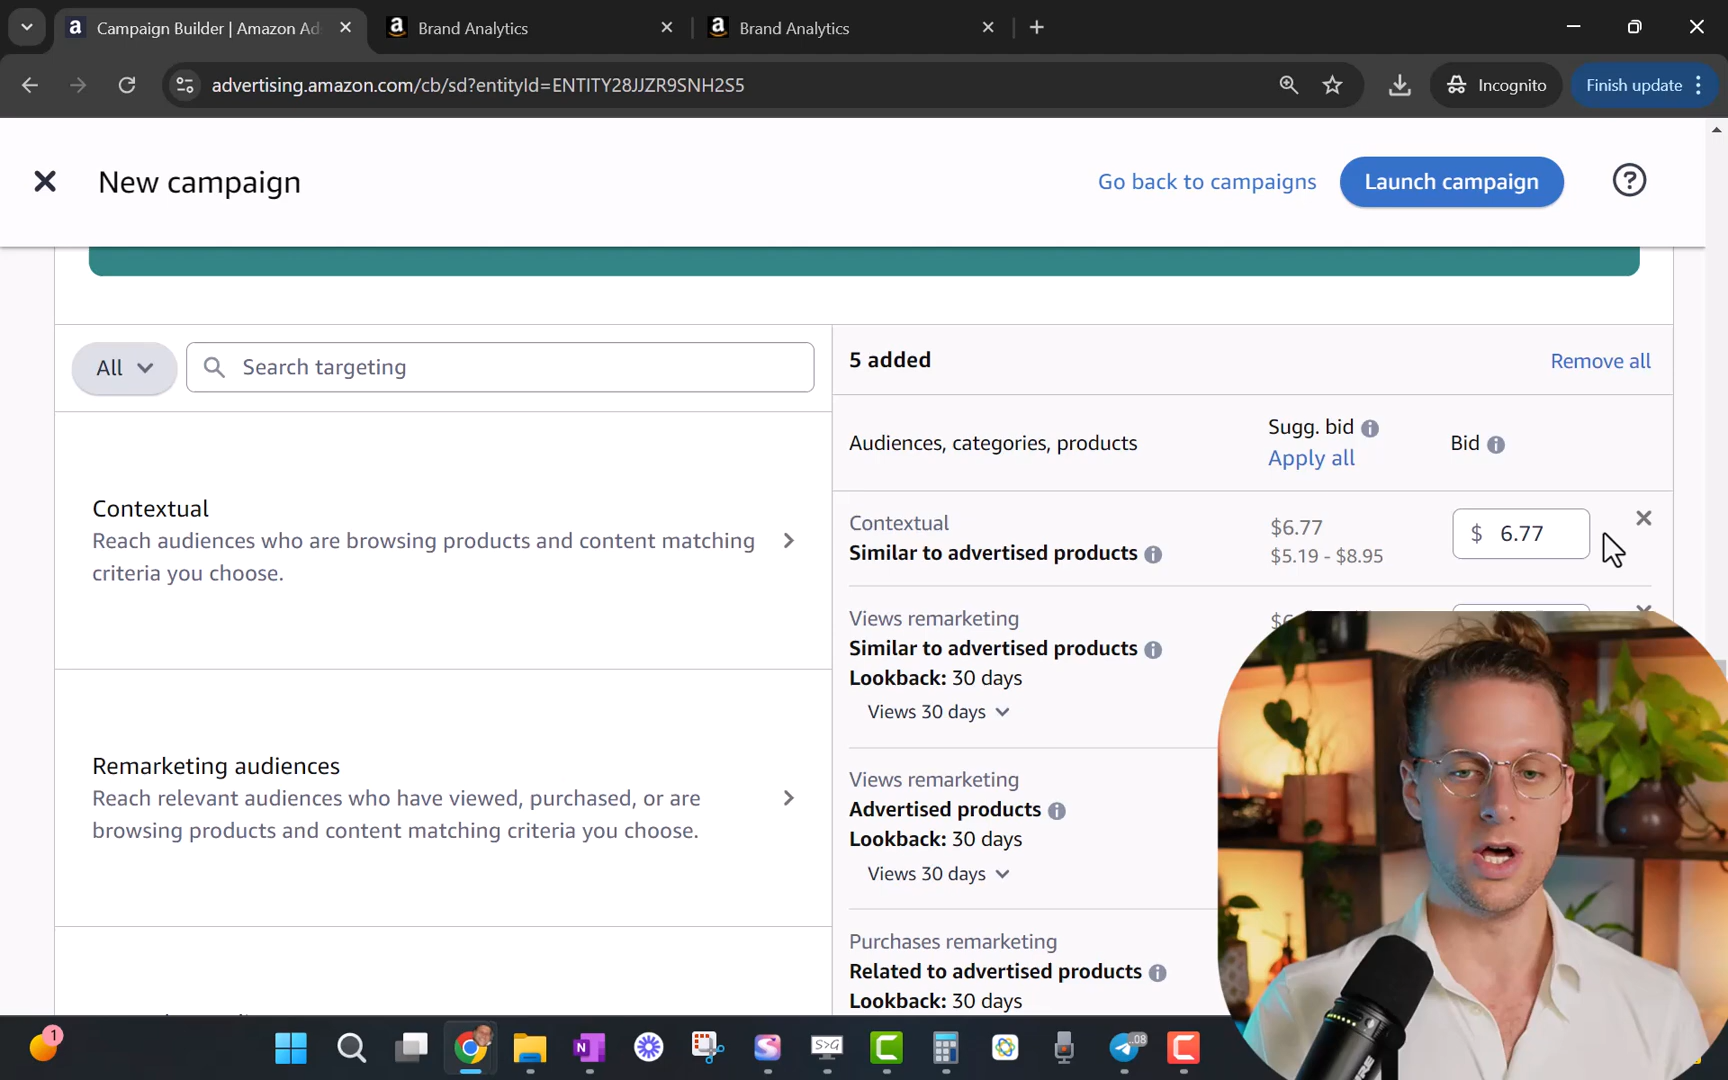 Campaign Builder | Amazon Ad
Brand Analytics
Brand Analytics
advertising.amazon.com/cb/sd?entityId=ENTITY28JJZR9SNH2S5
Incognito
Finish update
New campaign
Go back to campaigns
Launch campaign
All
Search targeting
5 added
Remove all
Audiences, categories, products
Sugg. bid
Apply all
Bid
Contextual
Reach audiences who are browsing products and content matching
criteria you choose.
Contextual
Similar to advertised products
$6.77
$5.19 - $8.95
$ 6.77
Views remarketing
Similar to advertised products
Lookback: 30 days
Views 30 days
Remarketing audiences
Reach relevant audiences who have viewed, purchased, or are
browsing products and content matching criteria you choose.
Views remarketing
Advertised products
Lookback: 30 days
Views 30 days
Purchases remarketing
Related to advertised products
Lookback: 30 days
1
S>G
08